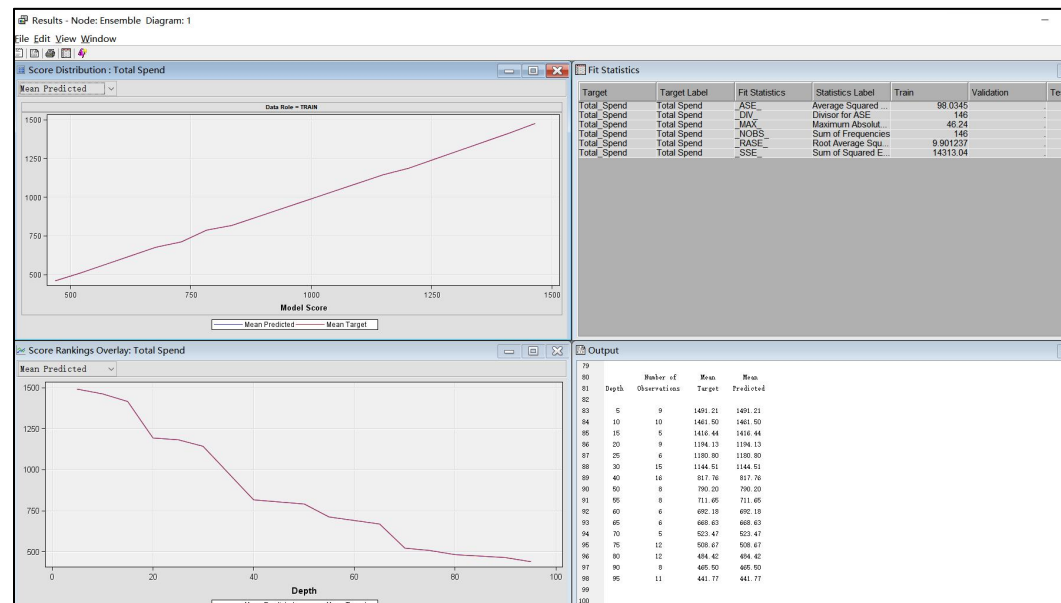 Results - Node: Ensemble Diagram: 1
File Edit View Window
Score Distribution : Total Spend
Mean Predicted
Data Role = TRAIN
1500
1250
1000
750
500
500 750 1000 1250 1500
Model Score
Mean Predicted Mean Target
Fit Statistics
Target Target Label Fit Statistics Statistics Label Train Validation Te
Total_Spend Total Spend _ASE_ Average Squared ... 98.0345 .
Total_Spend Total Spend _DIV_ Divisor for ASE 146 .
Total_Spend Total Spend _MAX_ Maximum Absolut... 46.24 .
Total_Spend Total Spend _NOBS_ Sum of Frequencies 146 .
Total_Spend Total Spend _RASE_ Root Average Squ... 9.901237 .
Total_Spend Total Spend _SSE_ Sum of Squared E... 14313.04 .
Score Rankings Overlay: Total Spend
Mean Predicted
1500
1250
1000
750
500
0 20 40 60 80 100
Depth
Output
79
80 Number of Mean Mean
81 Depth Observations Target Predicted
82
83 5 9 1491.21 1491.21
84 10 10 1461.50 1461.50
85 15 5 1416.44 1416.44
86 20 9 1194.13 1194.13
87 25 6 1180.80 1180.80
88 30 15 1144.51 1144.51
89 40 16 817.76 817.76
90 50 8 790.20 790.20
91 55 8 711.65 711.65
92 60 6 692.18 692.18
93 65 6 668.63 668.63
94 70 5 523.47 523.47
95 75 12 508.67 508.67
96 80 12 484.42 484.42
97 90 8 465.50 465.50
98 95 11 441.77 441.77
99
100